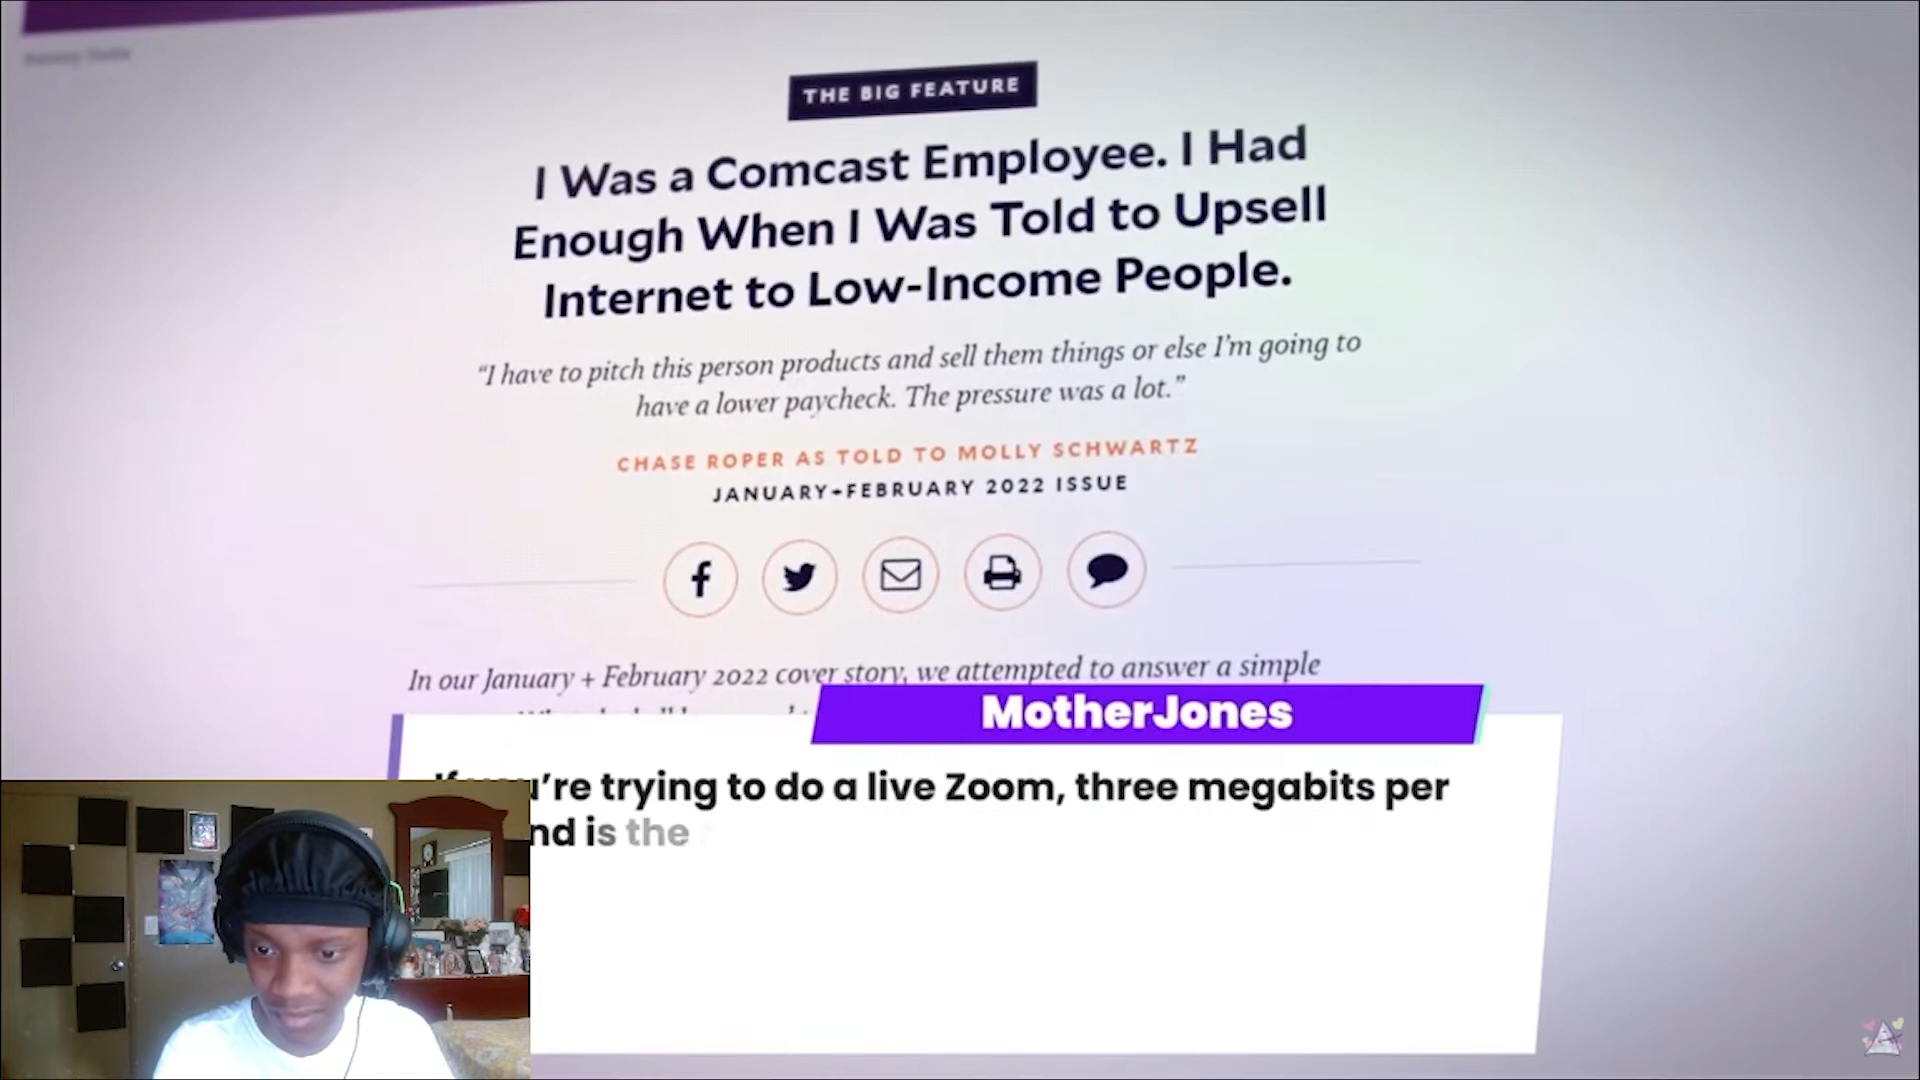 THE BIG FEATURE
I Was a Comcast Employee. I Had
Enough When I Was Told to Upsell
Internet to Low-Income People.
“I have to pitch this person products and sell them things or else I’m going to
have a lower paycheck. The pressure was a lot.”
CHASE ROPER AS TOLD TO MOLLY SCHWARTZ
JANUARY+FEBRUARY 2022 ISSUE
In our January + February 2022 cover story, we attempted to answer a simple
MotherJones
’re trying to do a live Zoom, three megabits per
nd is the